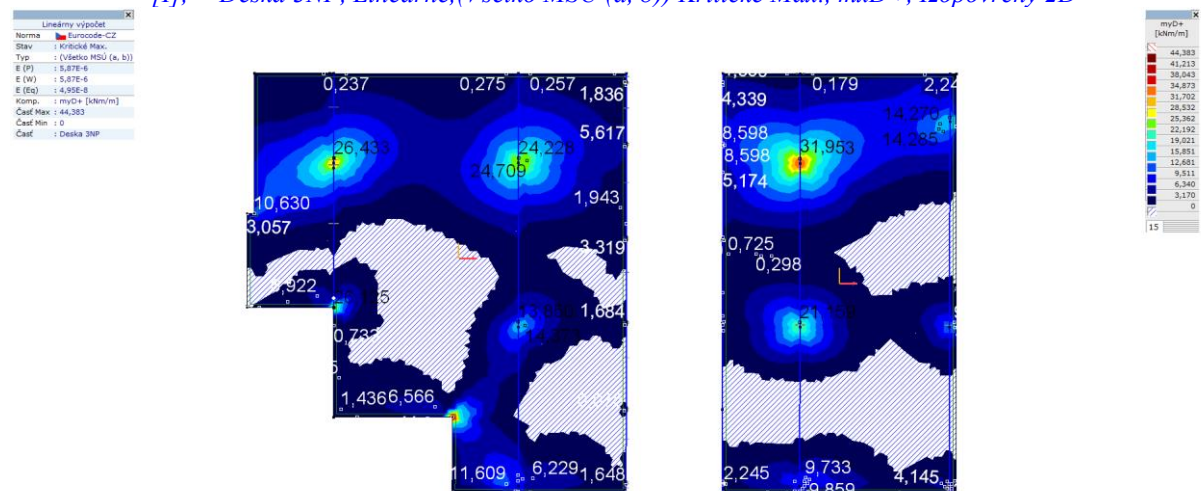 Lineárny výpočet
Norma Eurocode-CZ
Stav : Kritické Max.
Typ : (Všetko MSÚ (a, b))
E (P) : 5,87E-6
E (W) : 5,87E-6
E (Eq) : 4,95E-8
Komp. : myD+ [kNm/m]
Časť Max : 44,383
Časť Min : 0
Časť : Deska 3NP
myD+
[kNm/m]
44,383
41,213
38,043
34,873
31,702
28,532
25,362
22,192
19,021
15,851
12,681
9,511
6,340
3,170
0
15
0,237 0,275 0,257 1,836
5,617
26,433 24,228
24,709
10,630 1,943
3,057
3,319
1,684
1,436 6,566
11,609 6,229 1,648
0,179
4,339
14,270
8,598 14,285
31,953
8,598
5,174
0,725
0,298
21,159
2,245 9,733 4,145
9,859